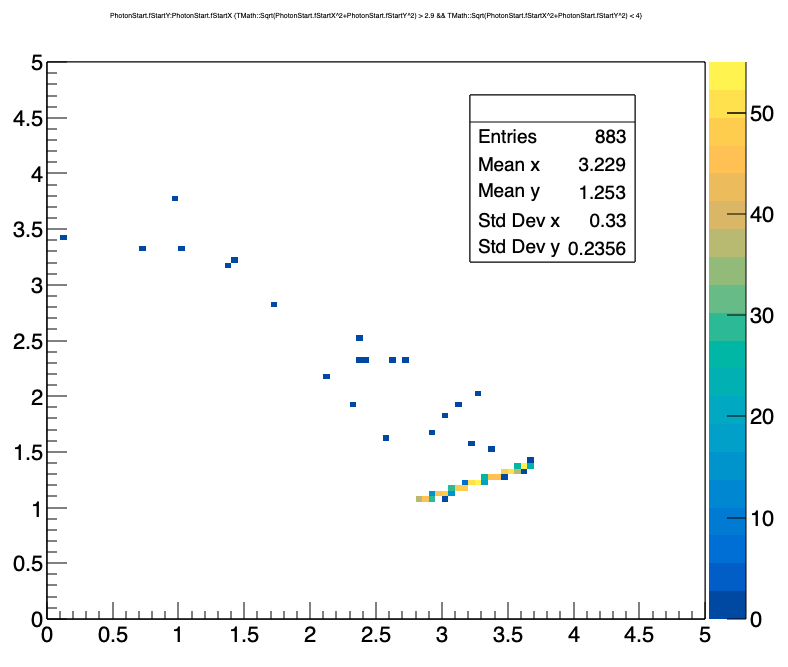 PhotonStart.fStartY:PhotonStart.fStartX (TMath::Sqrt(PhotonStart.fStartX^2+PhotonStart.fStartY^2) > 2.9 && TMath::Sqrt(PhotonStart.fStartX^2+PhotonStart.fStartY^2) < 4)
5
4.5
4
3.5
3
2.5
2
1.5
1
0.5
0
Entries 883
Mean x 3.229
Mean y 1.253
Std Dev x 0.33
Std Dev y 0.2356
50
40
30
20
10
0
0 0.5 1 1.5 2 2.5 3 3.5 4 4.5 5